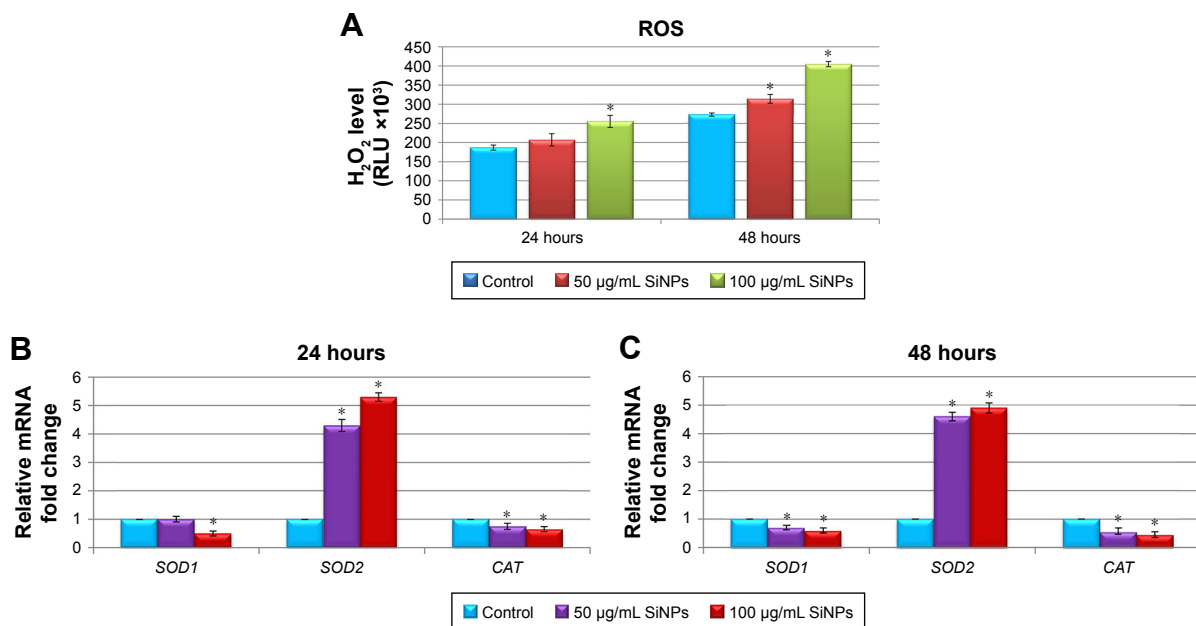 A
ROS
H₂O₂ level
(RLU ×10³)
450
400
350
300
250
200
150
100
50
0
*
*
*
24 hours
48 hours
Control
50 µg/mL SiNPs
100 µg/mL SiNPs
B
24 hours
Relative mRNA
fold change
6
5
4
3
2
1
0
*
*
*
*
*
SOD1
SOD2
CAT
C
48 hours
Relative mRNA
fold change
6
5
4
3
2
1
0
*
*
*
*
*
*
SOD1
SOD2
CAT
Control
50 µg/mL SiNPs
100 µg/mL SiNPs